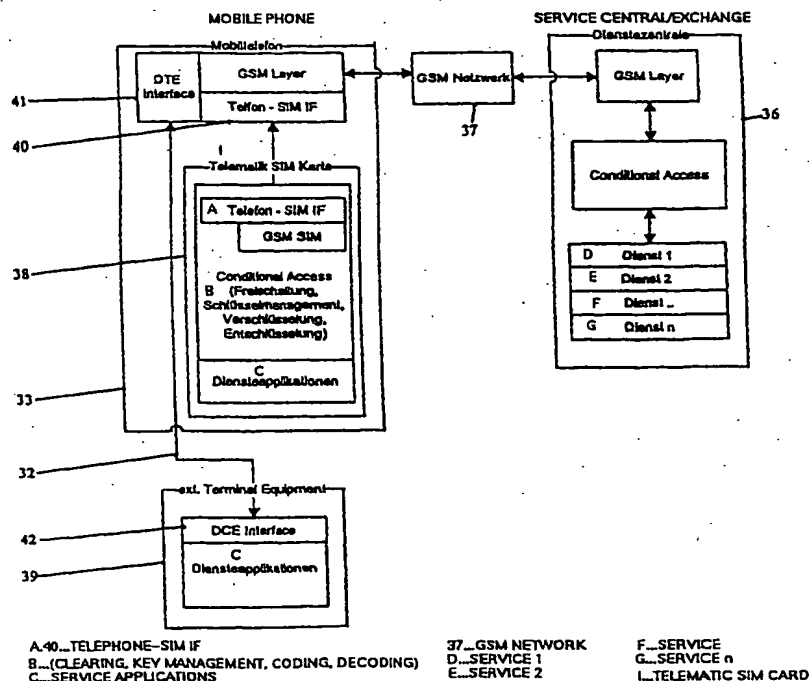 MOBILE PHONE
SERVICE CENTRAL/EXCHANGE
Mobiltelefon
Dienstezentrale
DTE
Interface
GSM Layer
Telfon - SIM IF
GSM Netzwerk
GSM Layer
41
40
37
36
I
Telematik SIM Karte
A Telefon - SIM IF
GSM SIM
Conditional Access
38
Conditional Access
B (Freischaltung,
Schlüsselmanagement,
Verschlüsselung,
Entschlüsselung)
D Dienst 1
E Dienst 2
F Dienst ..
G Dienst n
C
Diensteapplikationen
33
32
ext. Terminal Equipment
42
DCE Interface
39
C
Diensteapplikationen
A,40...TELEPHONE-SIM IF
B...(CLEARING, KEY MANAGEMENT, CODING, DECODING)
C...SERVICE APPLICATIONS
37...GSM NETWORK
D...SERVICE 1
E...SERVICE 2
F...SERVICE
G...SERVICE n
I...TELEMATIC SIM CARD